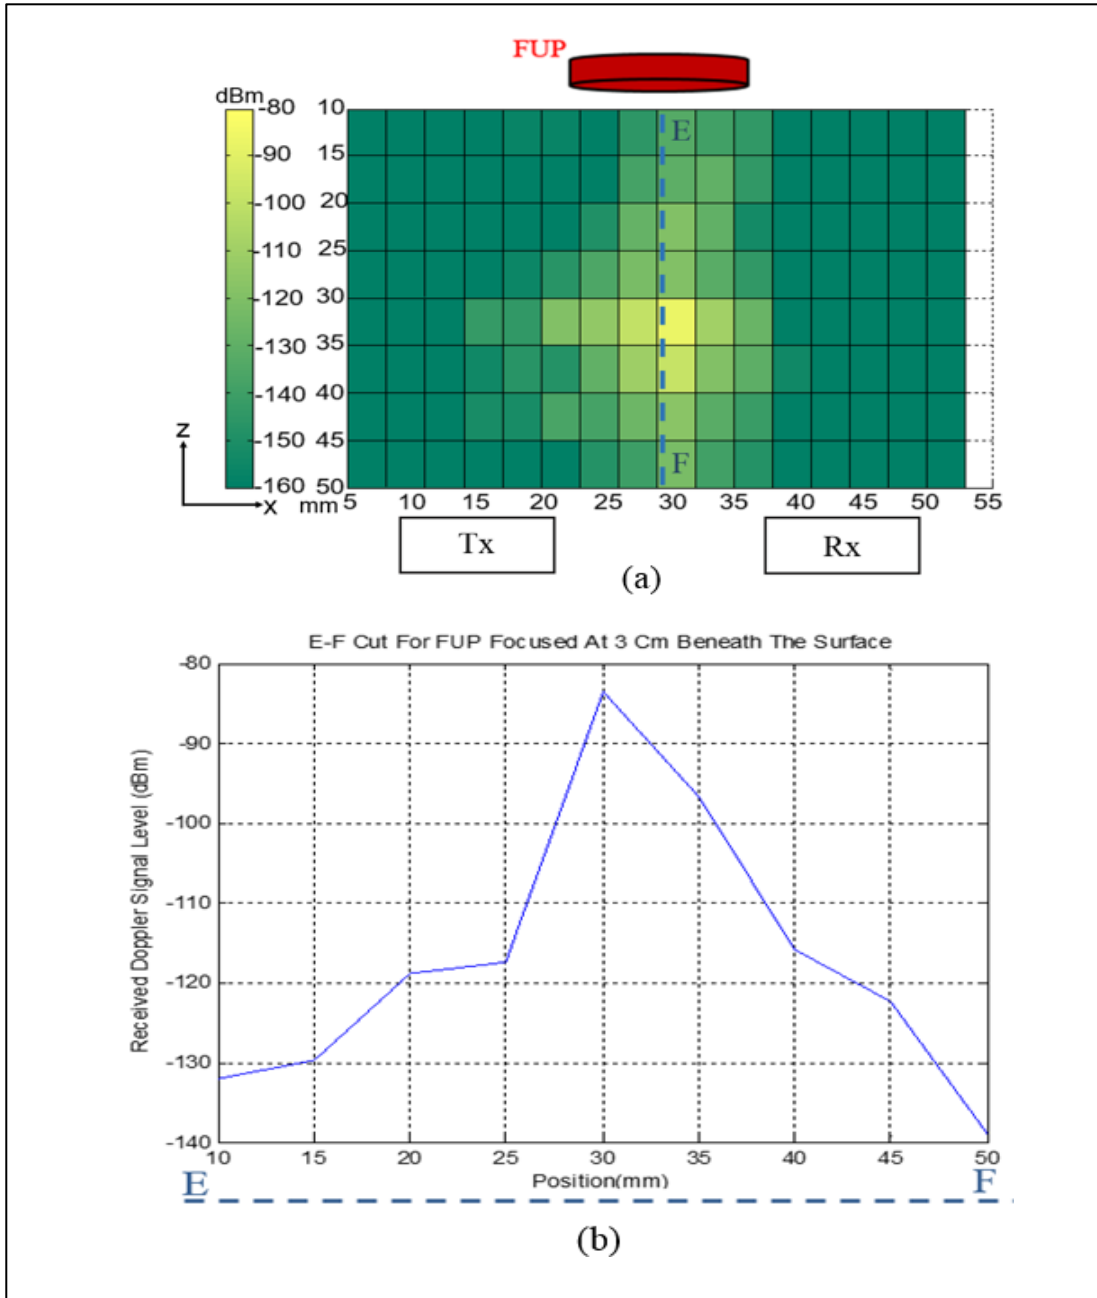 FUP
dBm
-80
-90
-100
-110
-120
-130
-140
-150
-160
10
15
20
25
30
35
40
45
50
E
F
z
x
mm
5 10 15 20 25 30 35 40 45 50 55
Tx
Rx
(a)
E-F Cut For FUP Focused At 3 Cm Beneath The Surface
Received Doppler Signal Level (dBm)
-80
-90
-100
-110
-120
-130
-140
10 15 20 25 30 35 40 45 50
Position(mm)
E
F
(b)